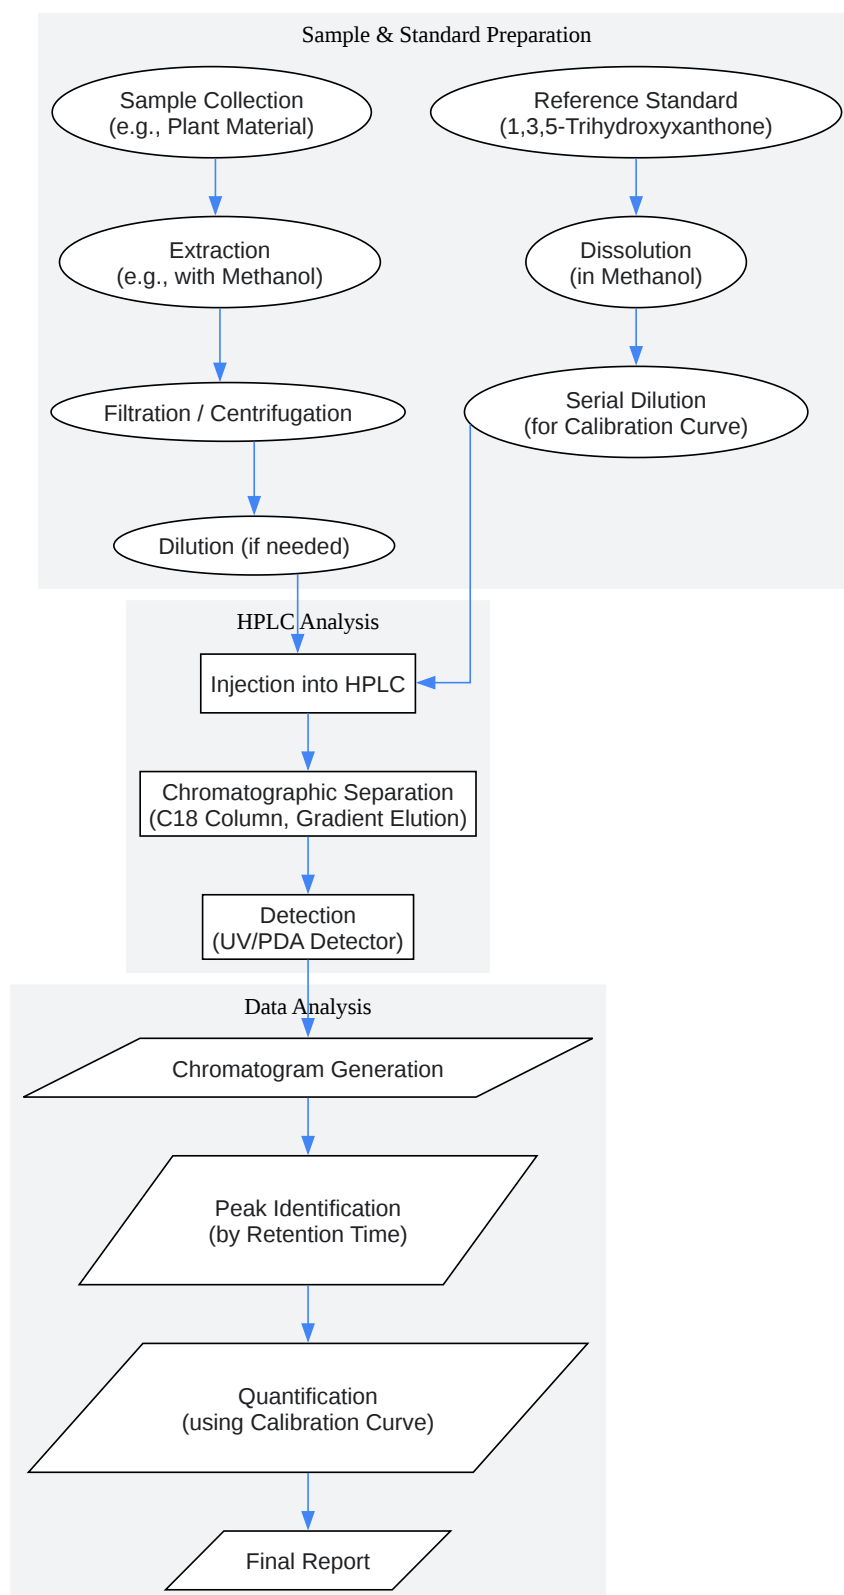 Sample & Standard Preparation
Sample Collection
(e.g., Plant Material)
Reference Standard
(1,3,5-Trihydroxyxanthone)
Extraction
(e.g., with Methanol)
Dissolution
(in Methanol)
Filtration / Centrifugation
Serial Dilution
(for Calibration Curve)
Dilution (if needed)
HPLC Analysis
Injection into HPLC
Chromatographic Separation
(C18 Column, Gradient Elution)
Detection
(UV/PDA Detector)
Data Analysis
Chromatogram Generation
Peak Identification
(by Retention Time)
Quantification
(using Calibration Curve)
Final Report